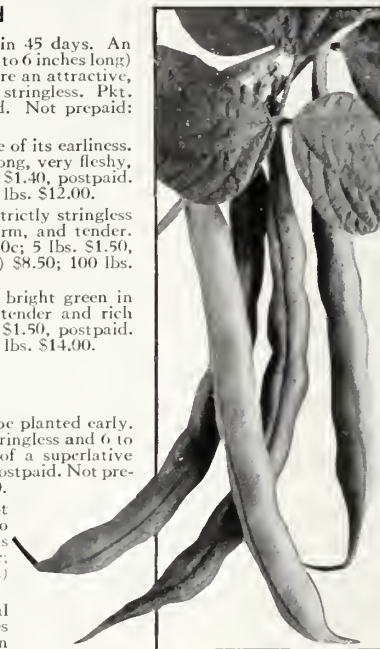 in 45 days. An
to 6 inches long)
re an attractive,
stringless. Pkt.
d. Not prepaid:
e of its earliness.
ong, very fleshy,
$1.40, postpaid.
lbs. $12.00.
trictly stringless
rm, and tender.
0c; 5 lbs. $1.50,
) $8.50; 100 lbs.
bright green in
tender and rich
$1.50, postpaid.
lbs. $14.00.
be planted early.
ringless and 6 to
of a superlative
ostpaid. Not pre-